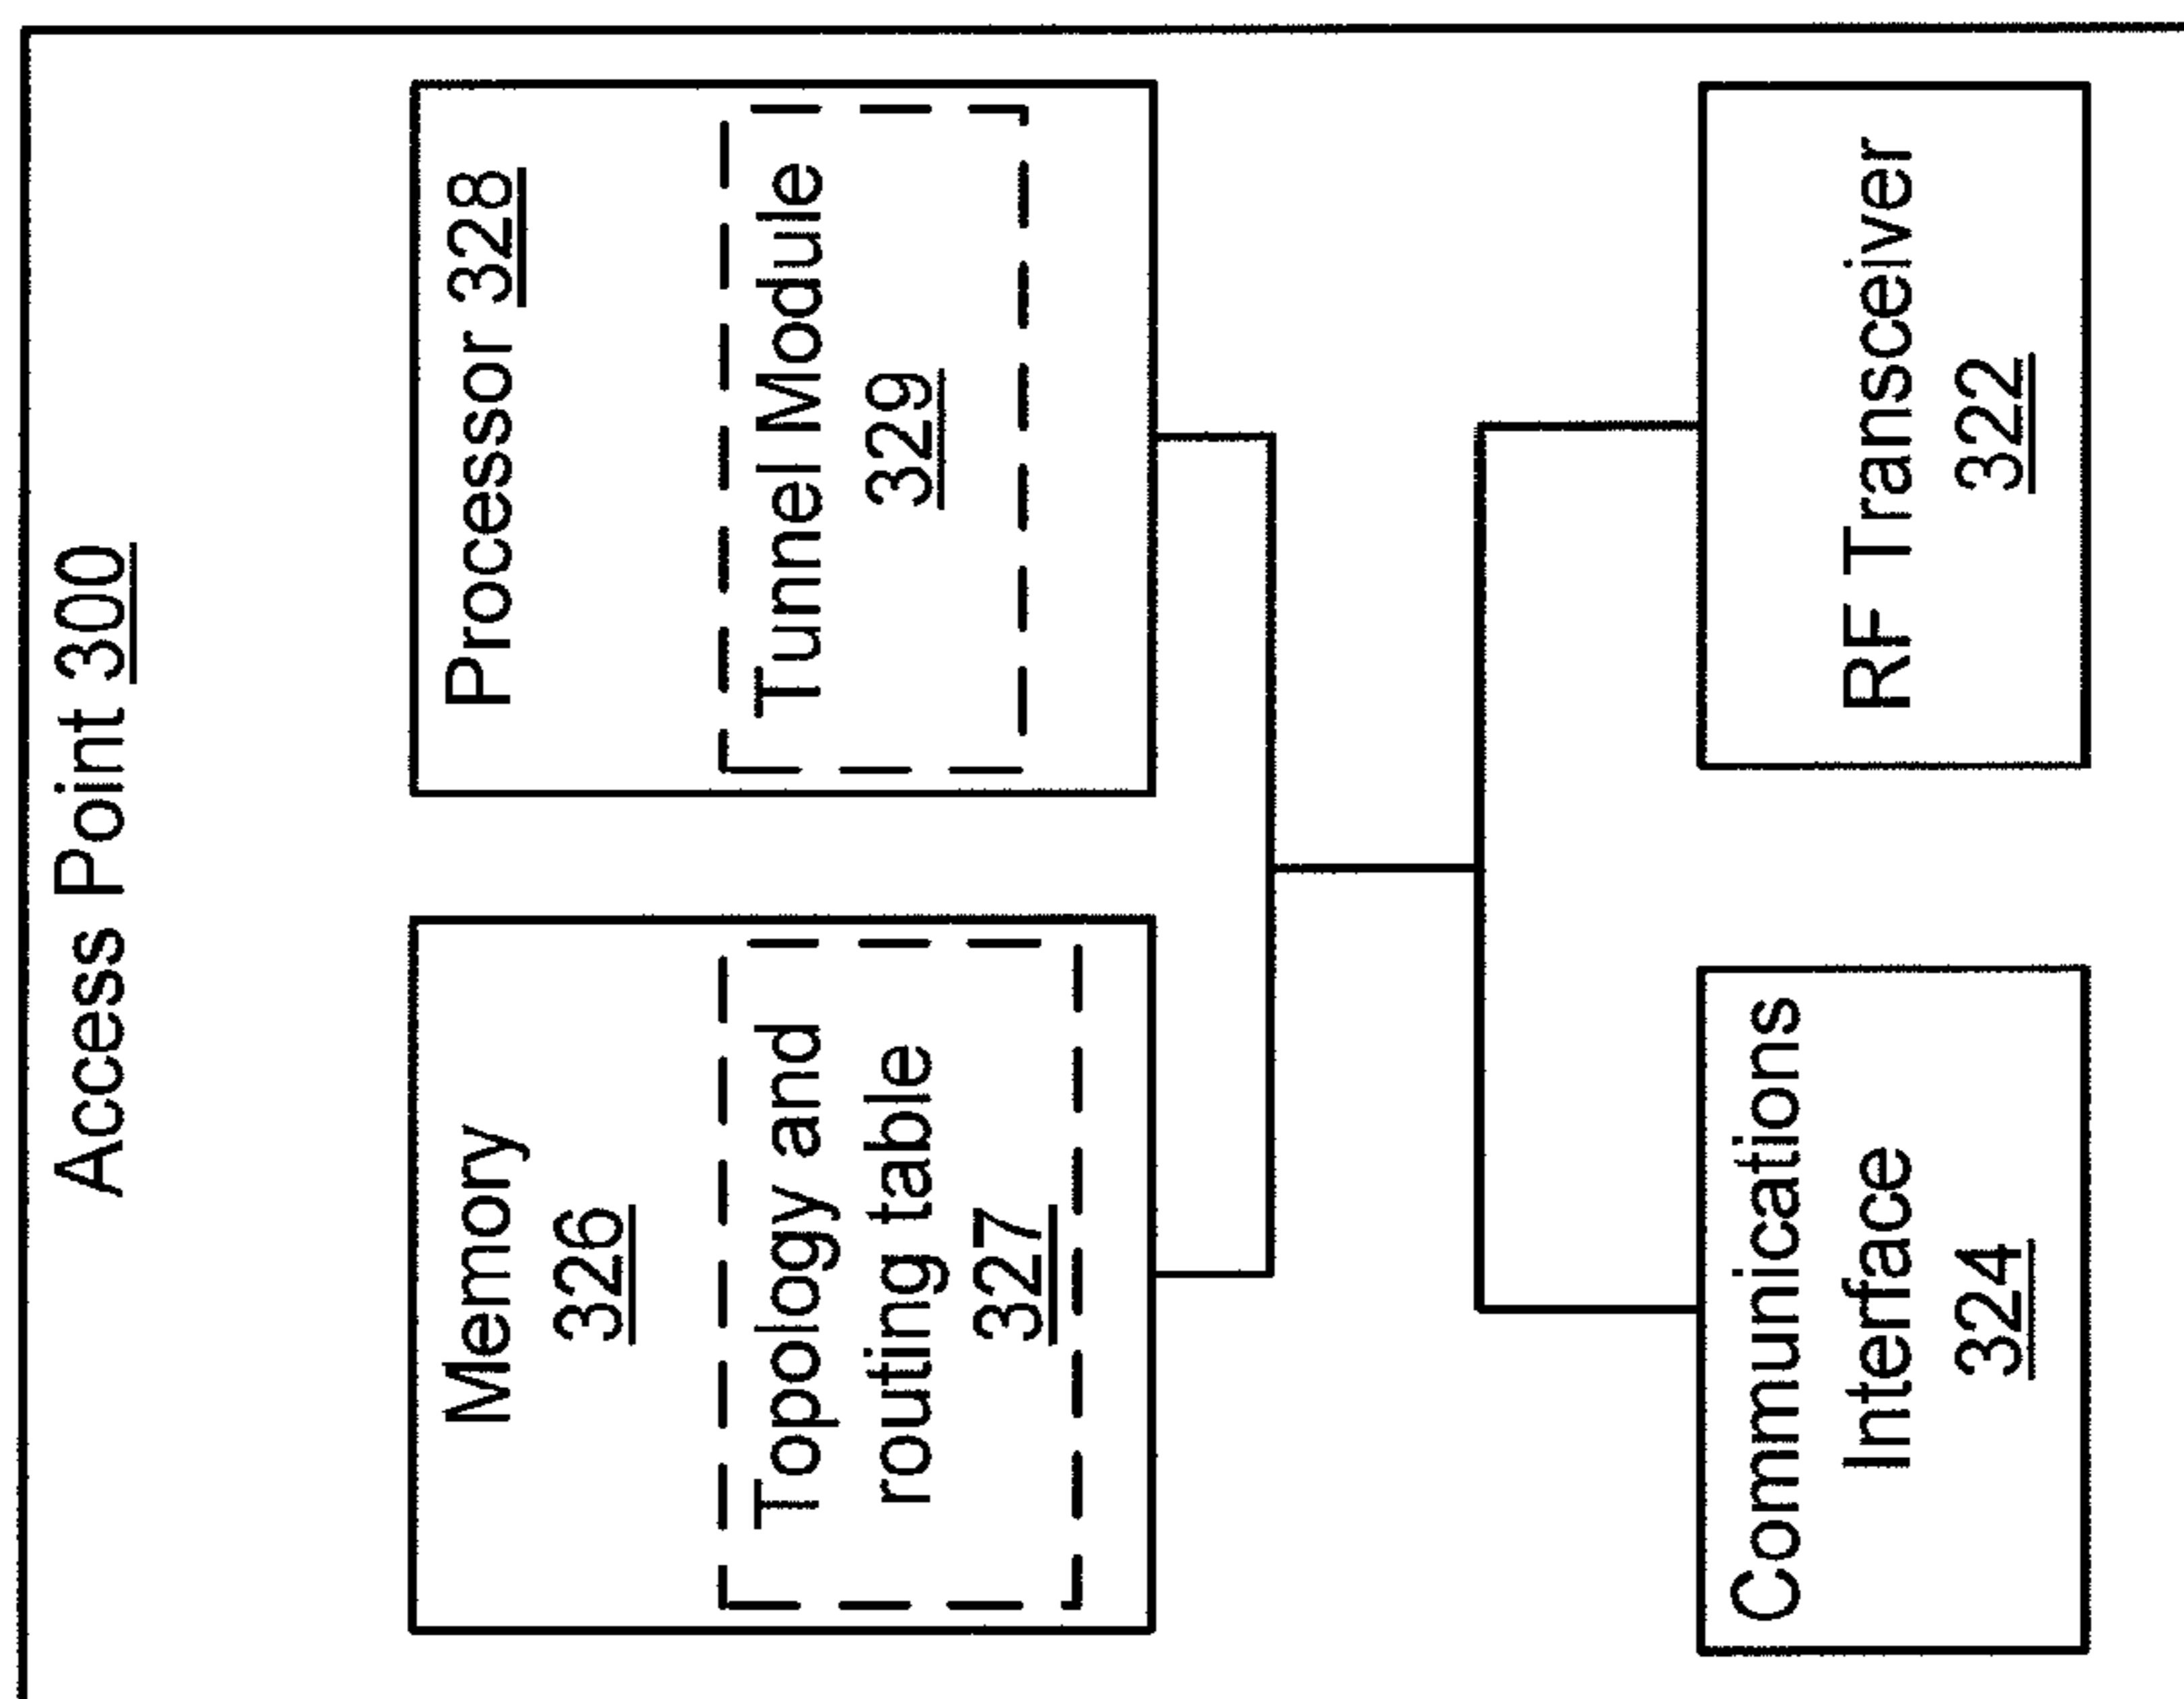 Access Point 300
Memory
326
Topology and
routing table
327
Processor 328
Tunnel Module
329
Communications
Interface
324
RF Transceiver
322